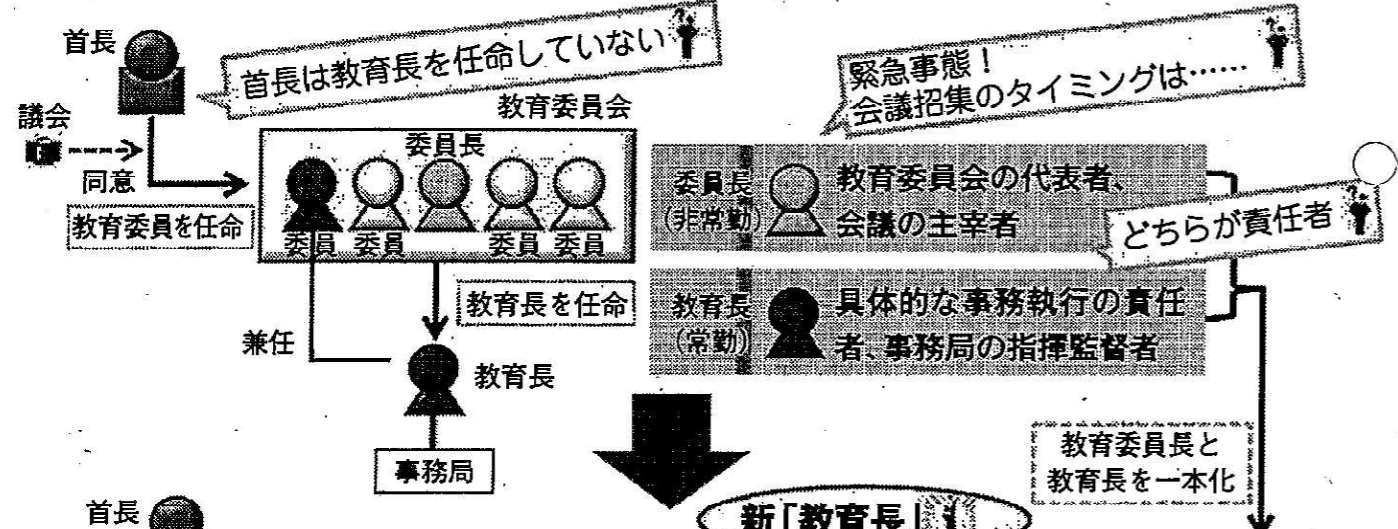 首長
首長は教育長を任命していない
緊急事態！
会議招集のタイミングは……
議会
同意
教育委員を任命
教育委員会
委員長
委員
委員
委員
委員
委員長
(非常勤)
教育委員会の代表者、
会議の主宰者
どちらが責任者
教育長を任命
兼任
教育長
事務局
教育長
(常勤)
具体的な事務執行の責任
者、事務局の指揮監督者
教育委員長と
教育長を一本化
首長
新「教育長」